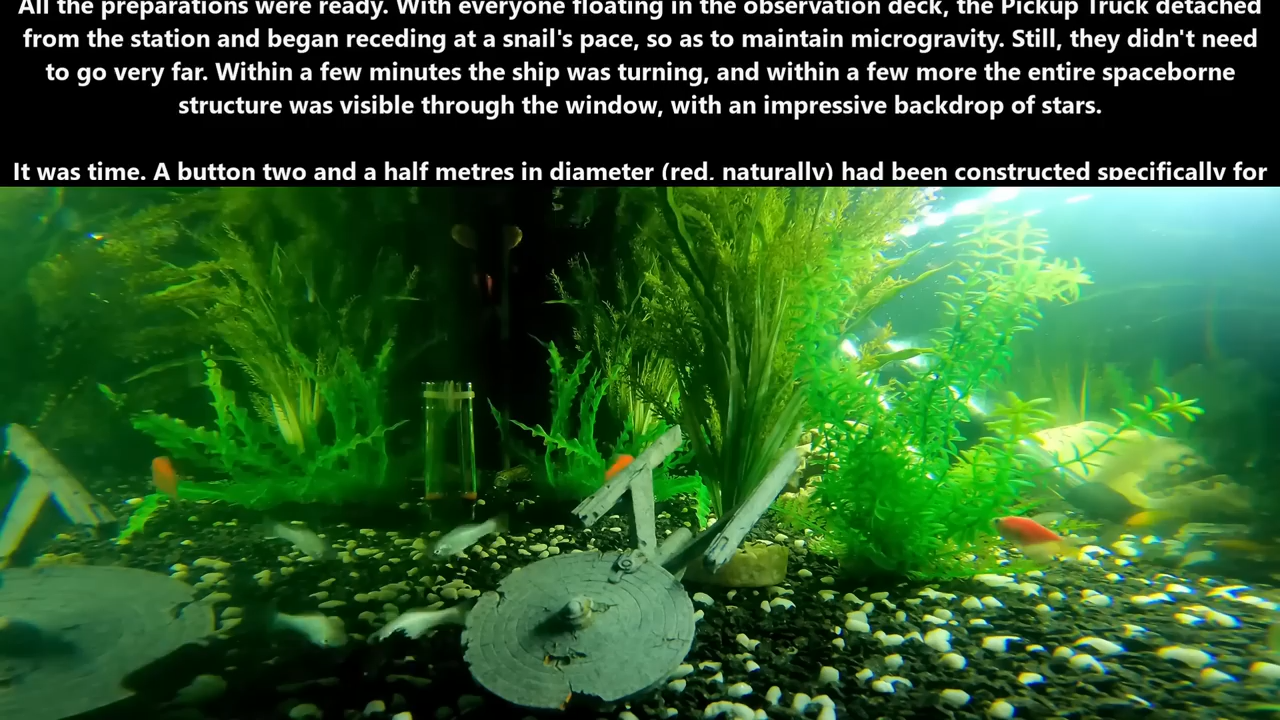 All the preparations were ready. With everyone floating in the observation deck, the Pickup Truck detached
from the station and began receding at a snail's pace, so as to maintain microgravity. Still, they didn't need
to go very far. Within a few minutes the ship was turning, and within a few more the entire spaceborne
structure was visible through the window, with an impressive backdrop of stars.
It was time. A button two and a half metres in diameter (red, naturally) had been constructed specifically for